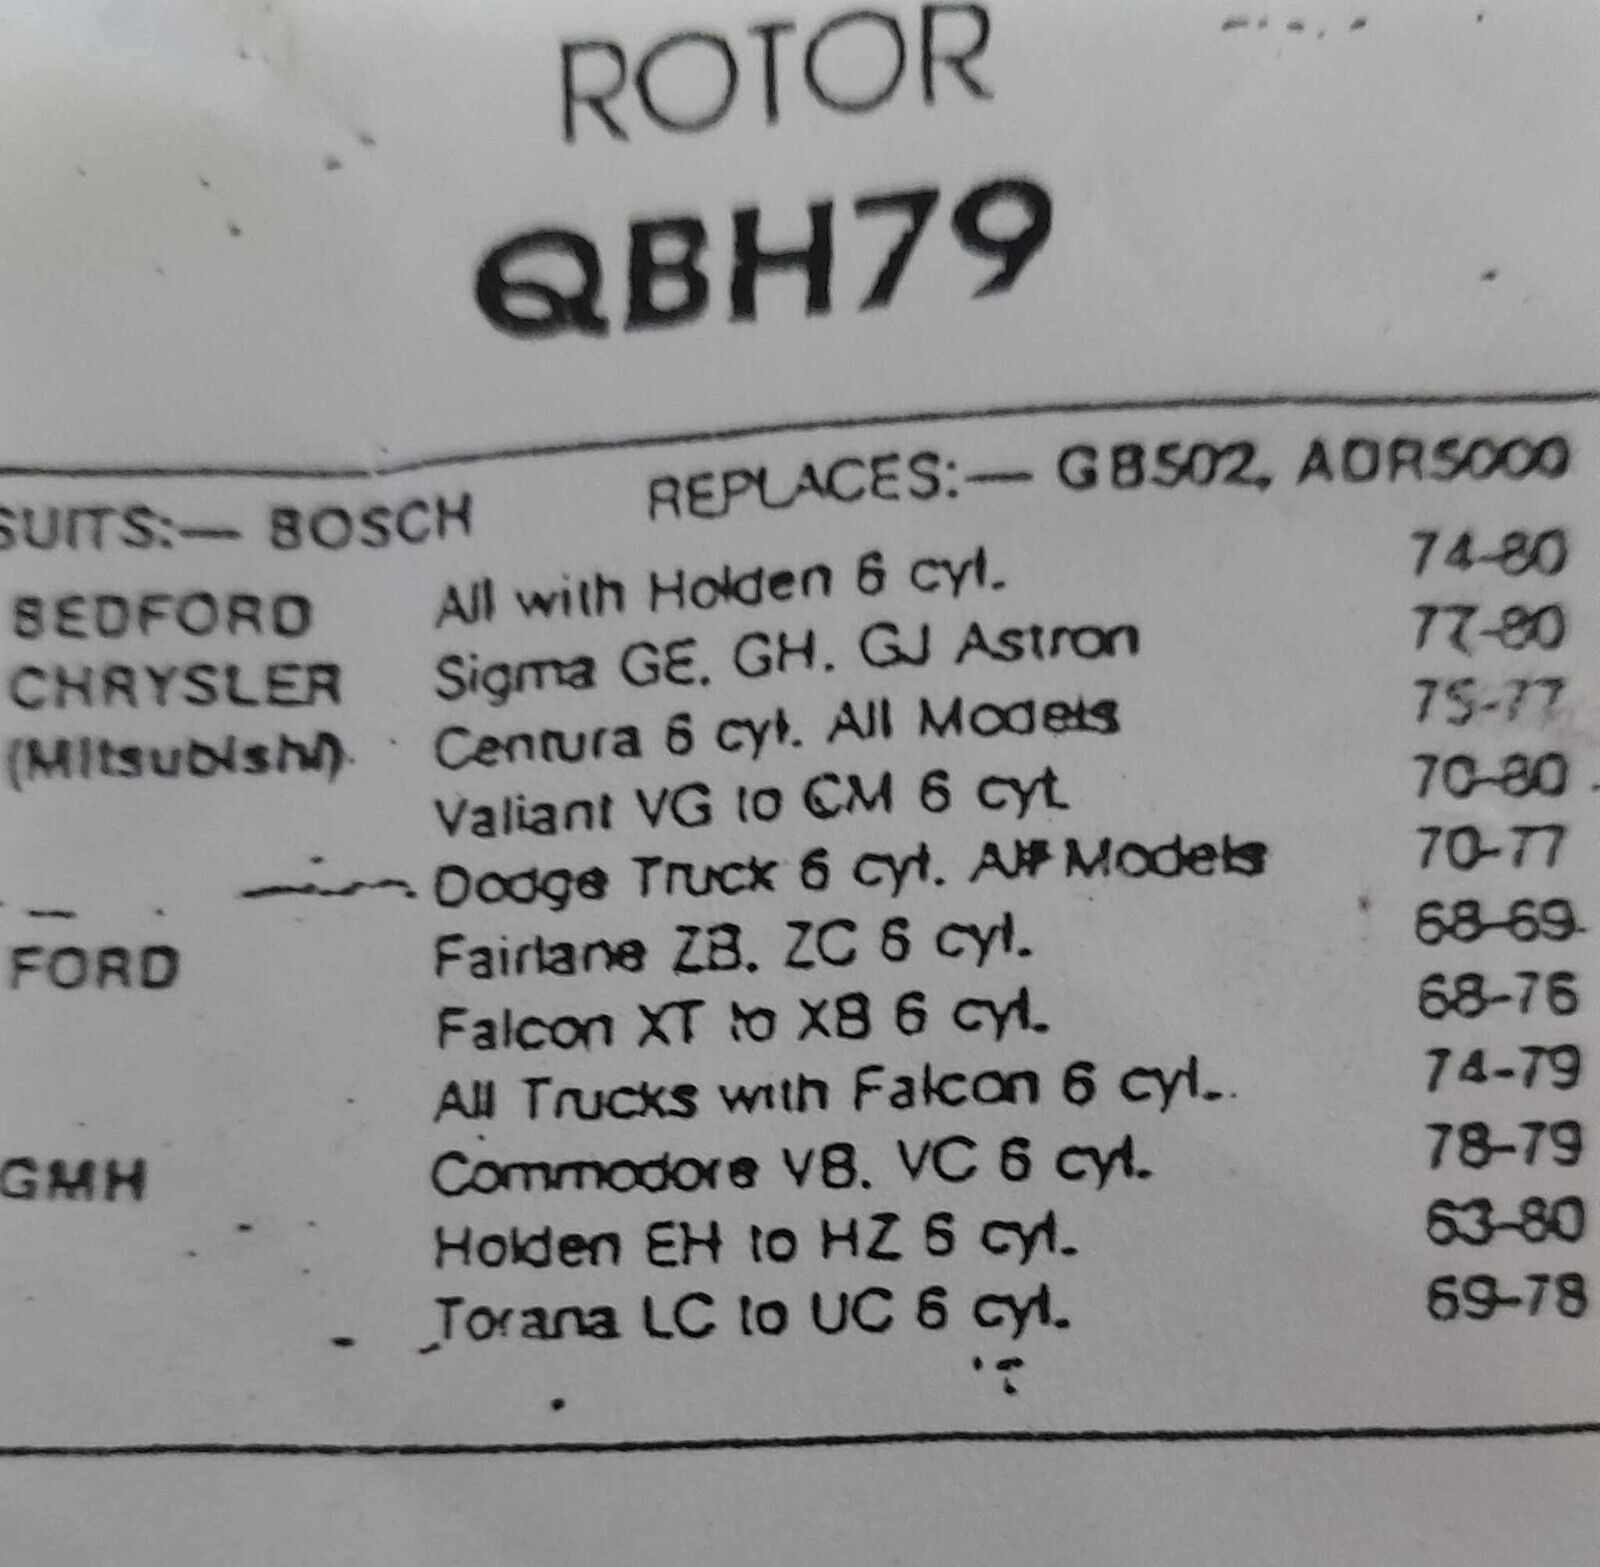 ROTOR
QBH79
SUITS:— BOSCH REPLACES:— GB502, ADR5000
BEDFORD All with Holden 6 cyl. 74-80
CHRYSLER Sigma GE, GH, GJ Astron 77-80
(Mitsubishi) Centura 6 cyl. All Models 75-77
Valiant VG to CM 6 cyl. 70-80
Dodge Truck 6 cyl. All Models 70-77
FORD Fairlane ZB, ZC 6 cyl. 68-69
Falcon XT to XB 6 cyl. 68-76
All Trucks with Falcon 6 cyl. 74-79
GMH Commodore VB, VC 6 cyl. 78-79
Holden EH to HZ 6 cyl. 63-80
Torana LC to UC 6 cyl. 69-78